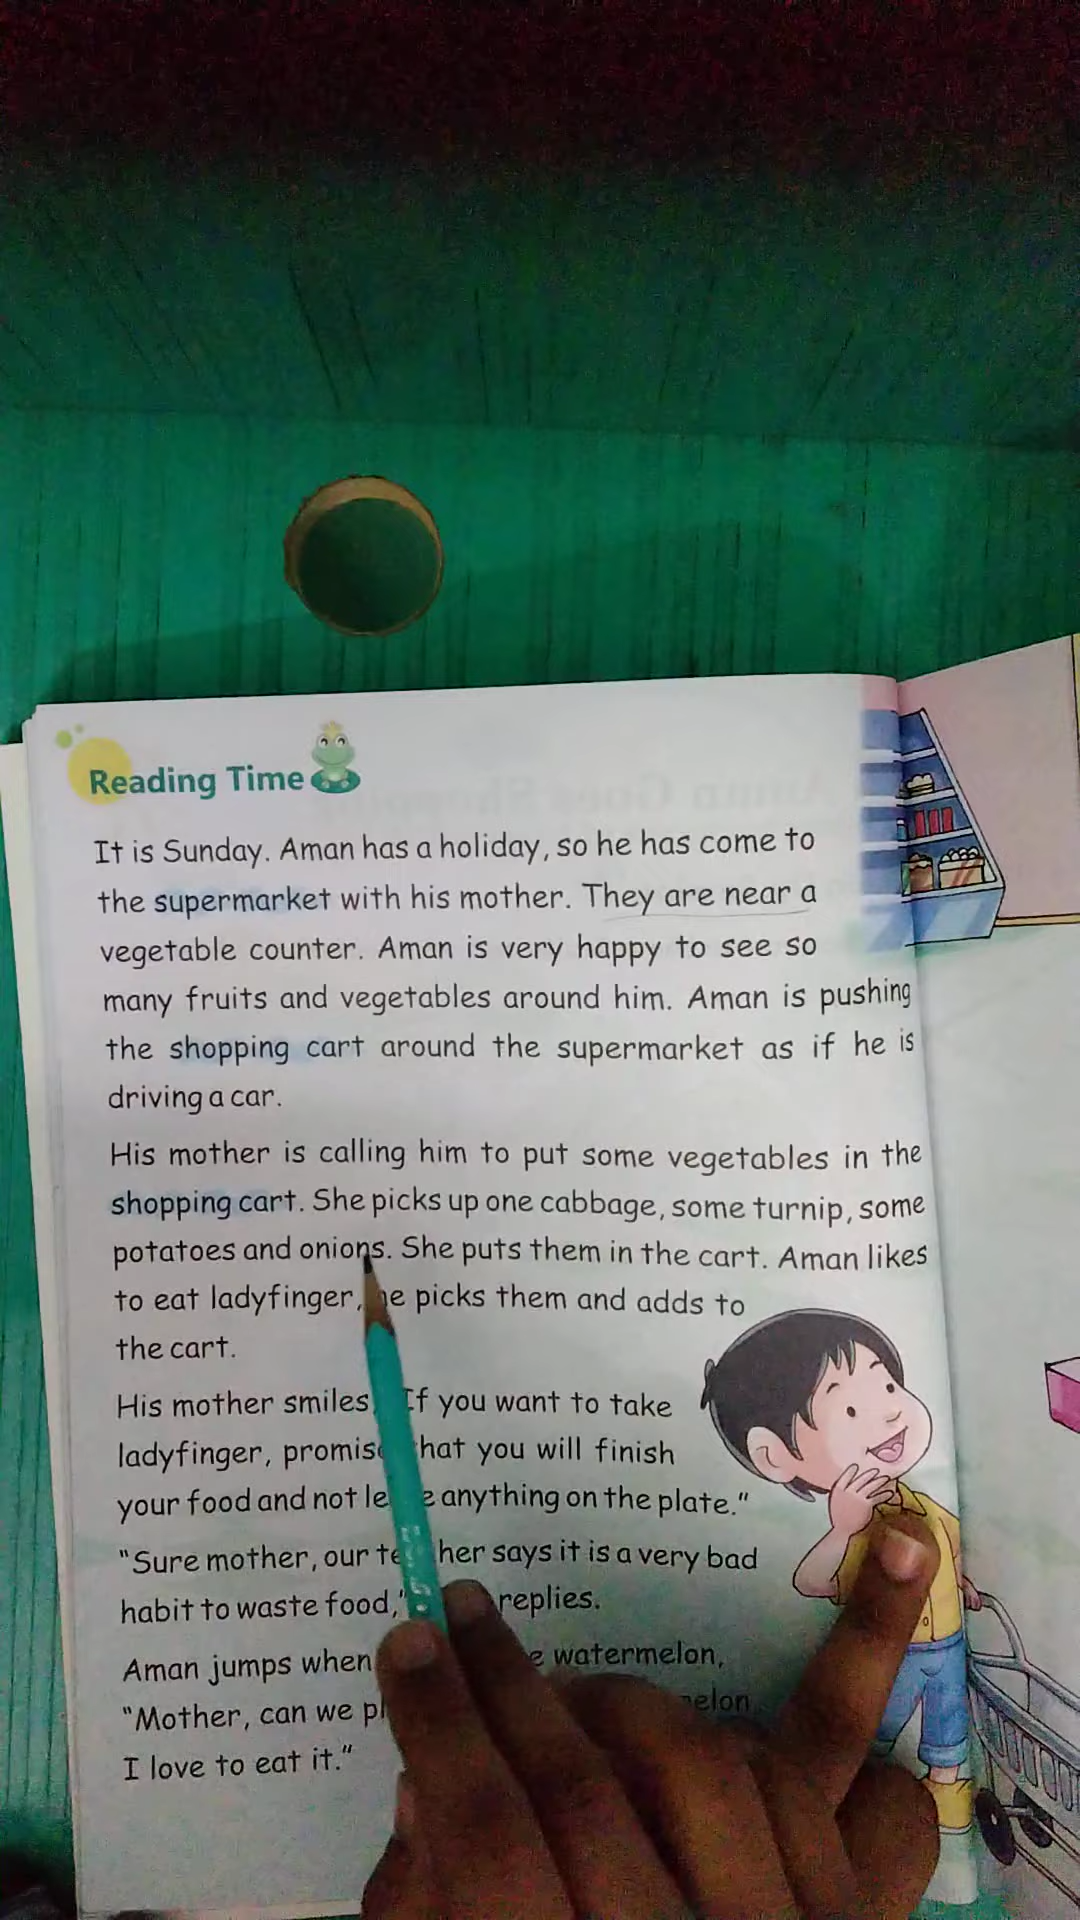 Reading Time
It is Sunday. Aman has a holiday, so he has come to
the supermarket with his mother. They are near a
vegetable counter. Aman is very happy to see so
many fruits and vegetables around him. Aman is pushing
the shopping cart around the supermarket as if he is
driving a car.
His mother is calling him to put some vegetables in the
shopping cart. She picks up one cabbage, some turnip, some
potatoes and onions. She puts them in the cart. Aman likes
to eat ladyfinger, he picks them and adds to
the cart.
His mother smiles, If you want to take
ladyfinger, promise that you will finish
your food and not leave anything on the plate."
"Sure mother, our teacher says it is a very bad
habit to waste food," replies.
Aman jumps when watermelon,
"Mother, can we
I love to eat it."